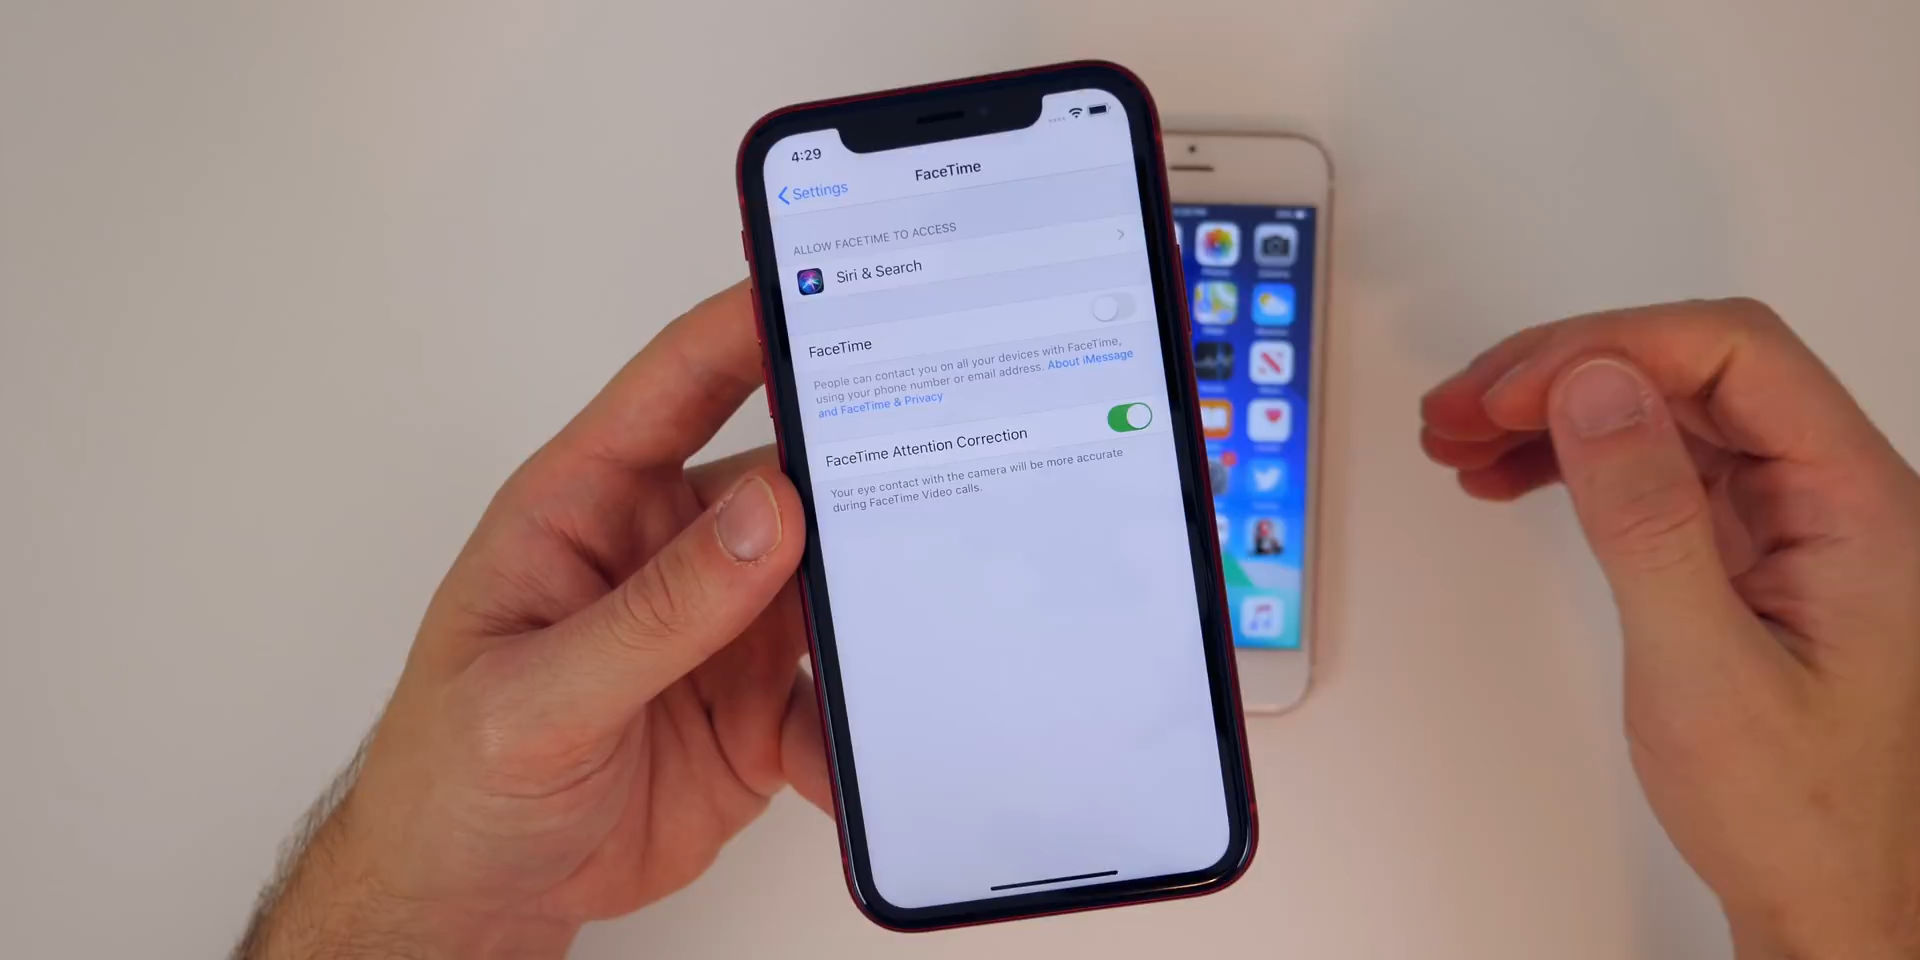 4:29
Settings
FaceTime
ALLOW FACETIME TO ACCESS
Siri & Search
FaceTime
People can contact you on all your devices with FaceTime,
using your phone number or email address. About iMessage
and FaceTime & Privacy
FaceTime Attention Correction
Your eye contact with the camera will be more accurate
during FaceTime Video calls.